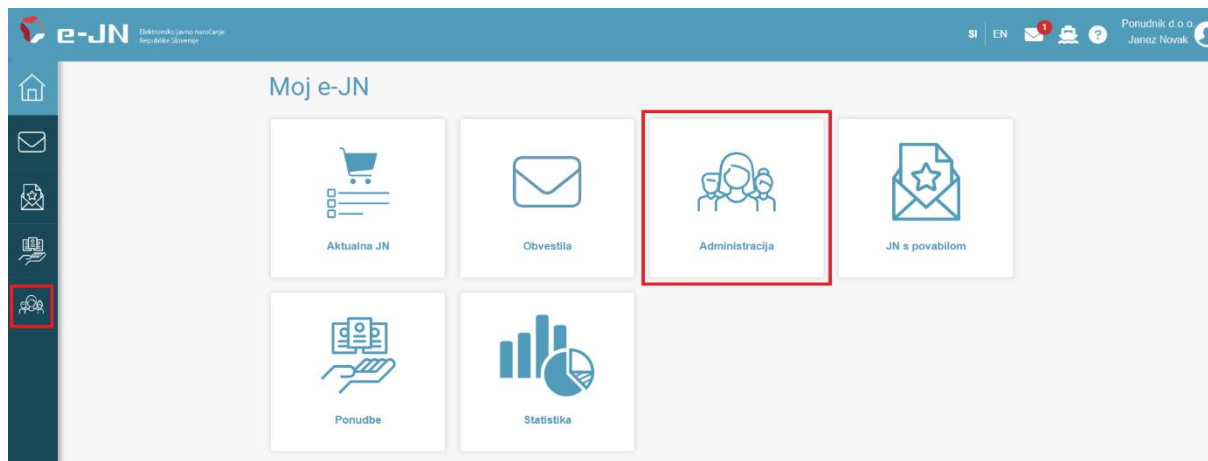 e-JN
Elektronsko javno naročanje
Republike Slovenije
SI EN
1
?
Ponudnik d.o.o.
Janez Novak
Moj e-JN
Aktualna JN
Obvestila
Administracija
JN s povabilom
Ponudbe
Statistika